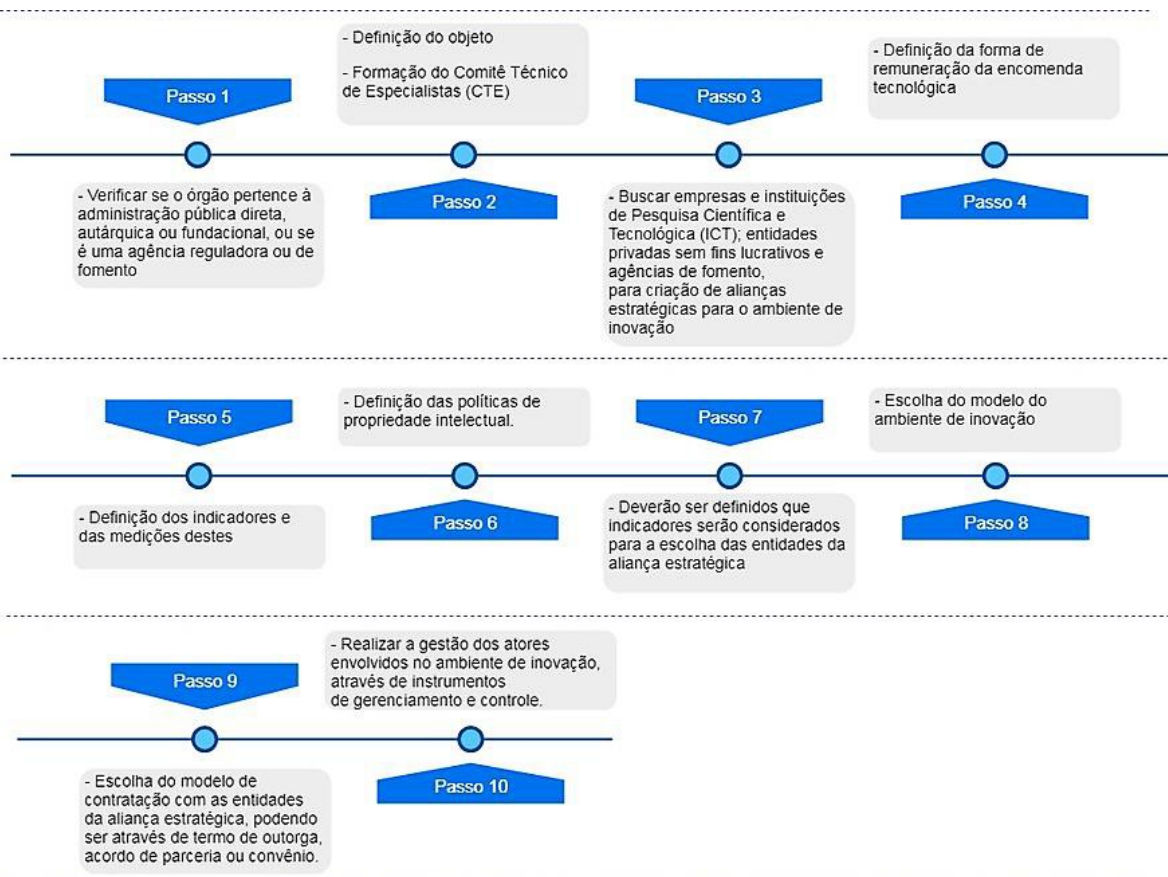 Passo 1
- Verificar se o órgão pertence à
administração pública direta,
autárquica ou fundacional, ou se
é uma agência reguladora ou de
fomento
- Definição do objeto
- Formação do Comitê Técnico
de Especialistas (CTE)
Passo 2
Passo 3
- Buscar empresas e instituições
de Pesquisa Científica e
Tecnológica (ICT); entidades
privadas sem fins lucrativos e
agências de fomento,
para criação de alianças
estratégicas para o ambiente de
inovação
- Definição da forma de
remuneração da encomenda
tecnológica
Passo 4
Passo 5
- Definição dos indicadores e
das medições destes
- Definição das políticas de
propriedade intelectual.
Passo 6
Passo 7
- Deverão ser definidos que
indicadores serão considerados
para a escolha das entidades da
aliança estratégica
- Escolha do modelo do
ambiente de inovação
Passo 8
Passo 9
- Escolha do modelo de
contratação com as entidades
da aliança estratégica, podendo
ser através de termo de outorga,
acordo de parceria ou convênio.
- Realizar a gestão dos atores
envolvidos no ambiente de inovação,
através de instrumentos
de gerenciamento e controle.
Passo 10